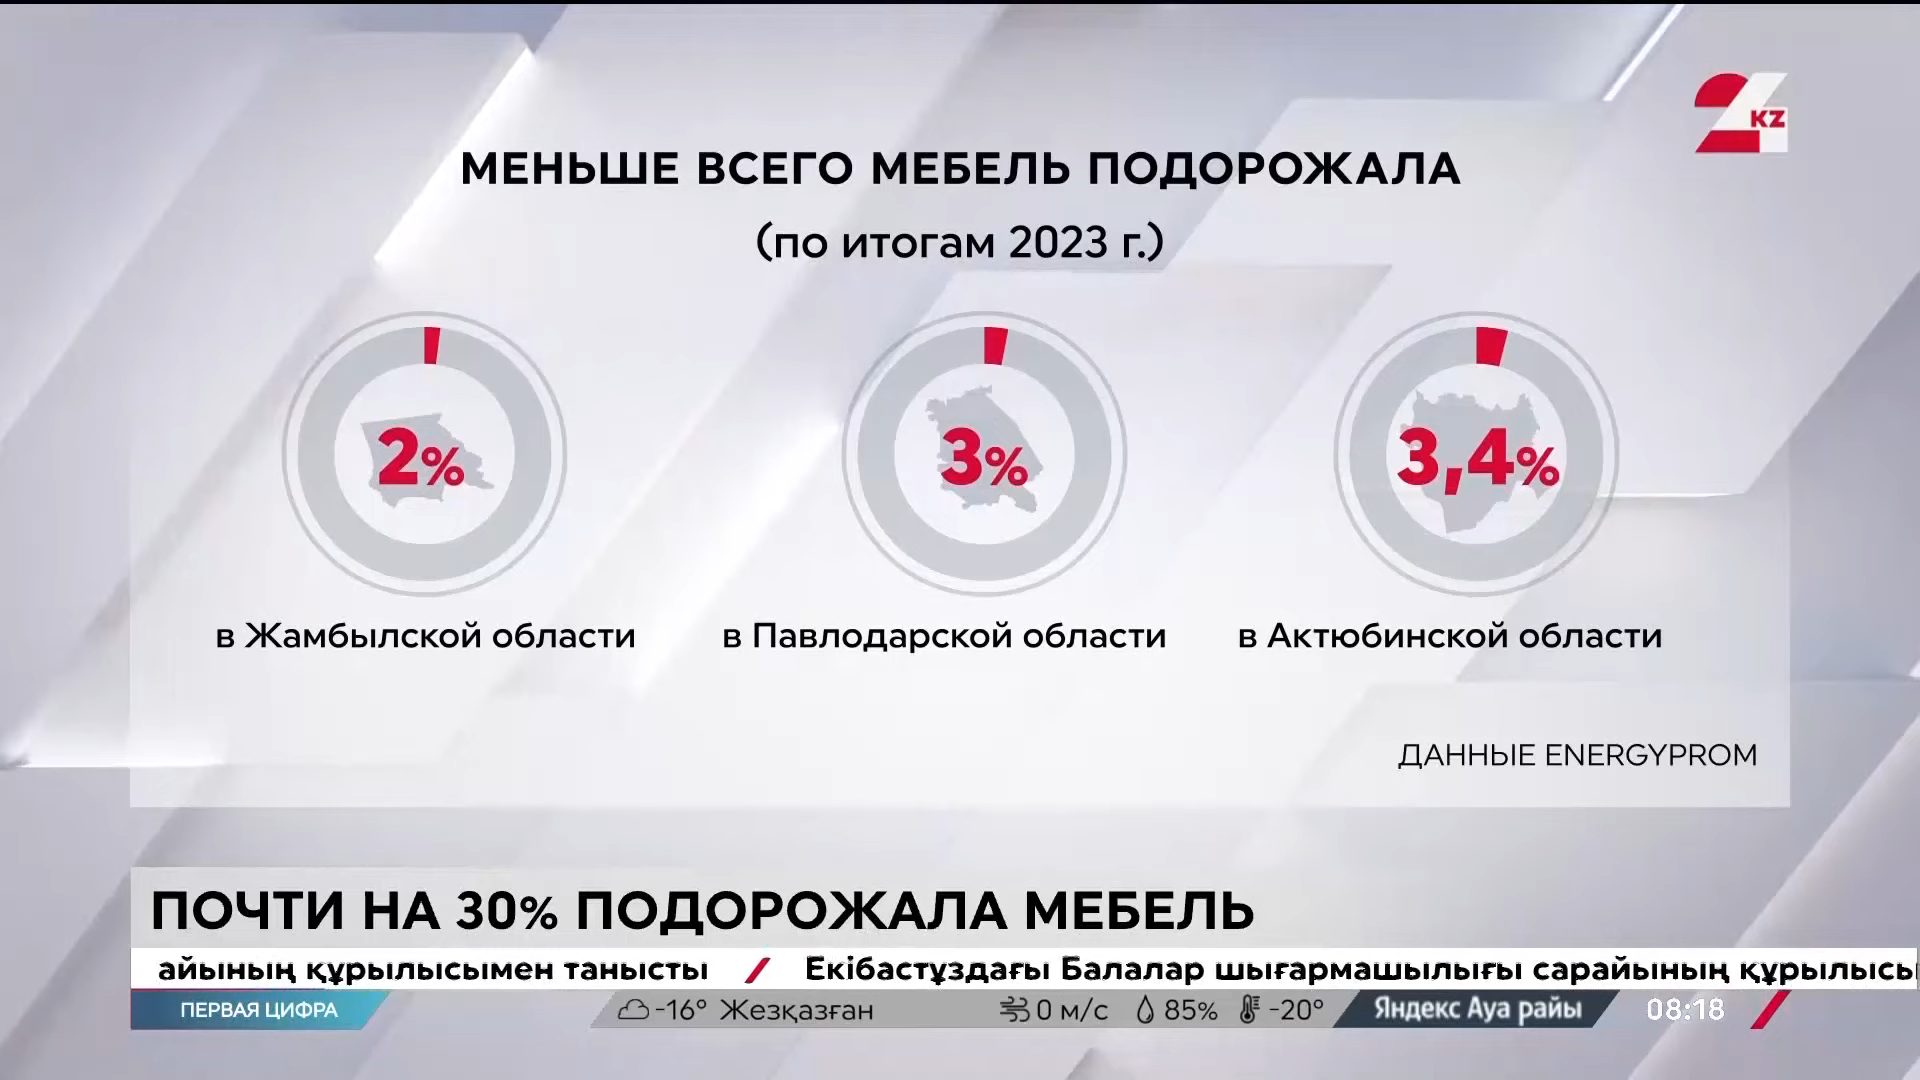 24 KZ
МЕНЬШЕ ВСЕГО МЕБЕЛЬ ПОДОРОЖАЛА
(по итогам 2023 г.)
2%
3%
3,4%
в Жамбылской области
в Павлодарской области
в Актюбинской области
ДАННЫЕ ENERGYPROM
ПОЧТИ НА 30% ПОДОРОЖАЛА МЕБЕЛЬ
айының құрылысымен танысты / Екібастұздағы Балалар шығармашылығы сарайының құрылысы
ПЕРВАЯ ЦИФРА
-16° Жезқазған 0 м/с 85% -20° Яндекс Ауа райы 08:18